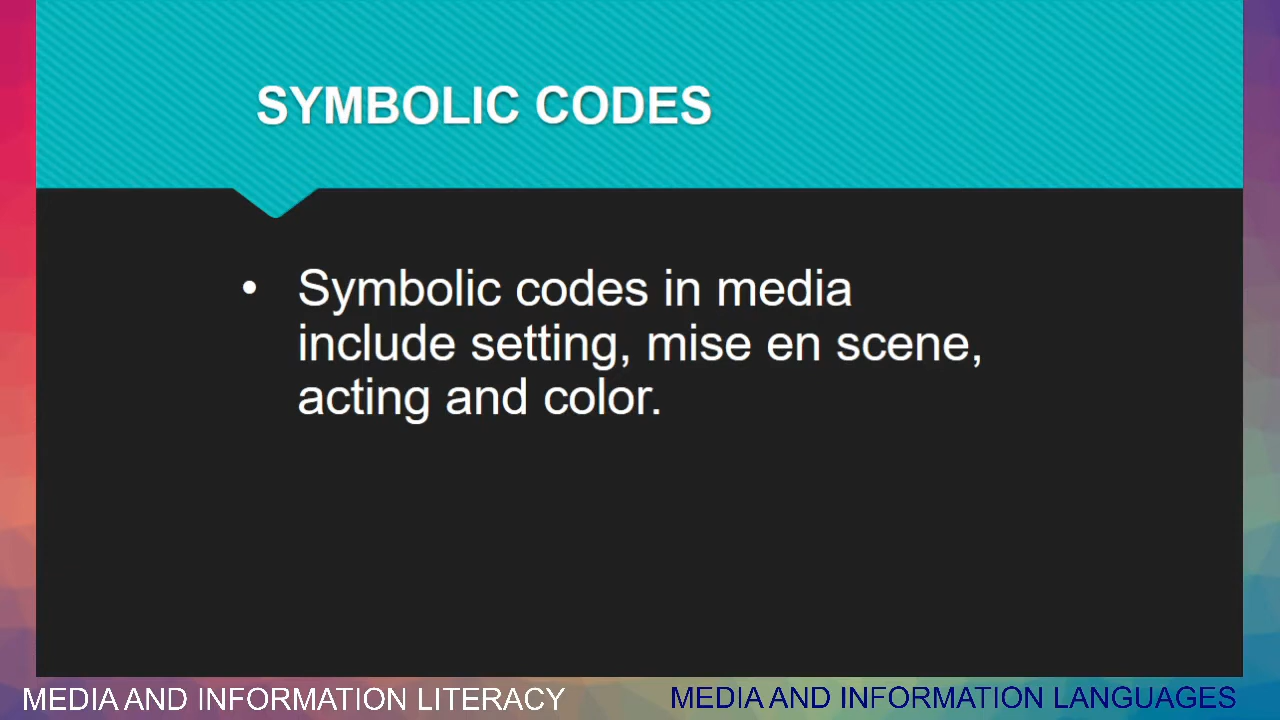 SYMBOLIC CODES
• Symbolic codes in media
include setting, mise en scene,
acting and color.
MEDIA AND INFORMATION LITERACY
MEDIA AND INFORMATION LANGUAGES